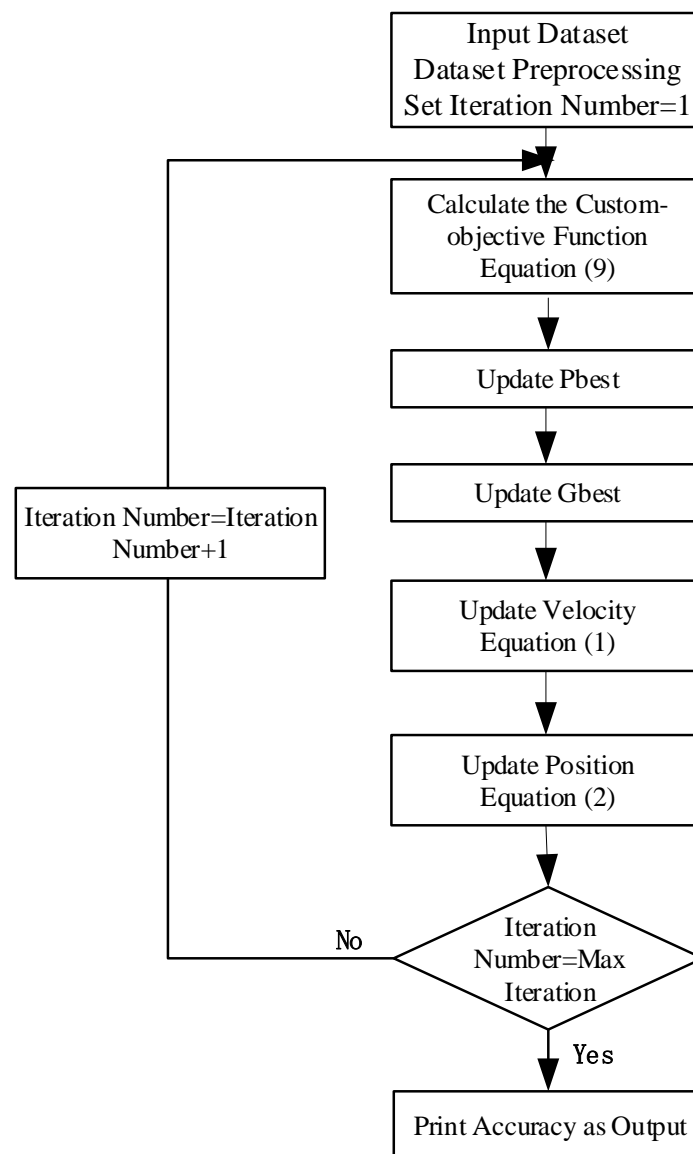 Input Dataset
Dataset Preprocessing
Set Iteration Number=1
Calculate the Custom-
objective Function
Equation (9)
Update Pbest
Update Gbest
Iteration Number=Iteration
Number+1
Update Velocity
Equation (1)
Update Position
Equation (2)
Iteration
Number=Max
Iteration
No
Yes
Print Accuracy as Output